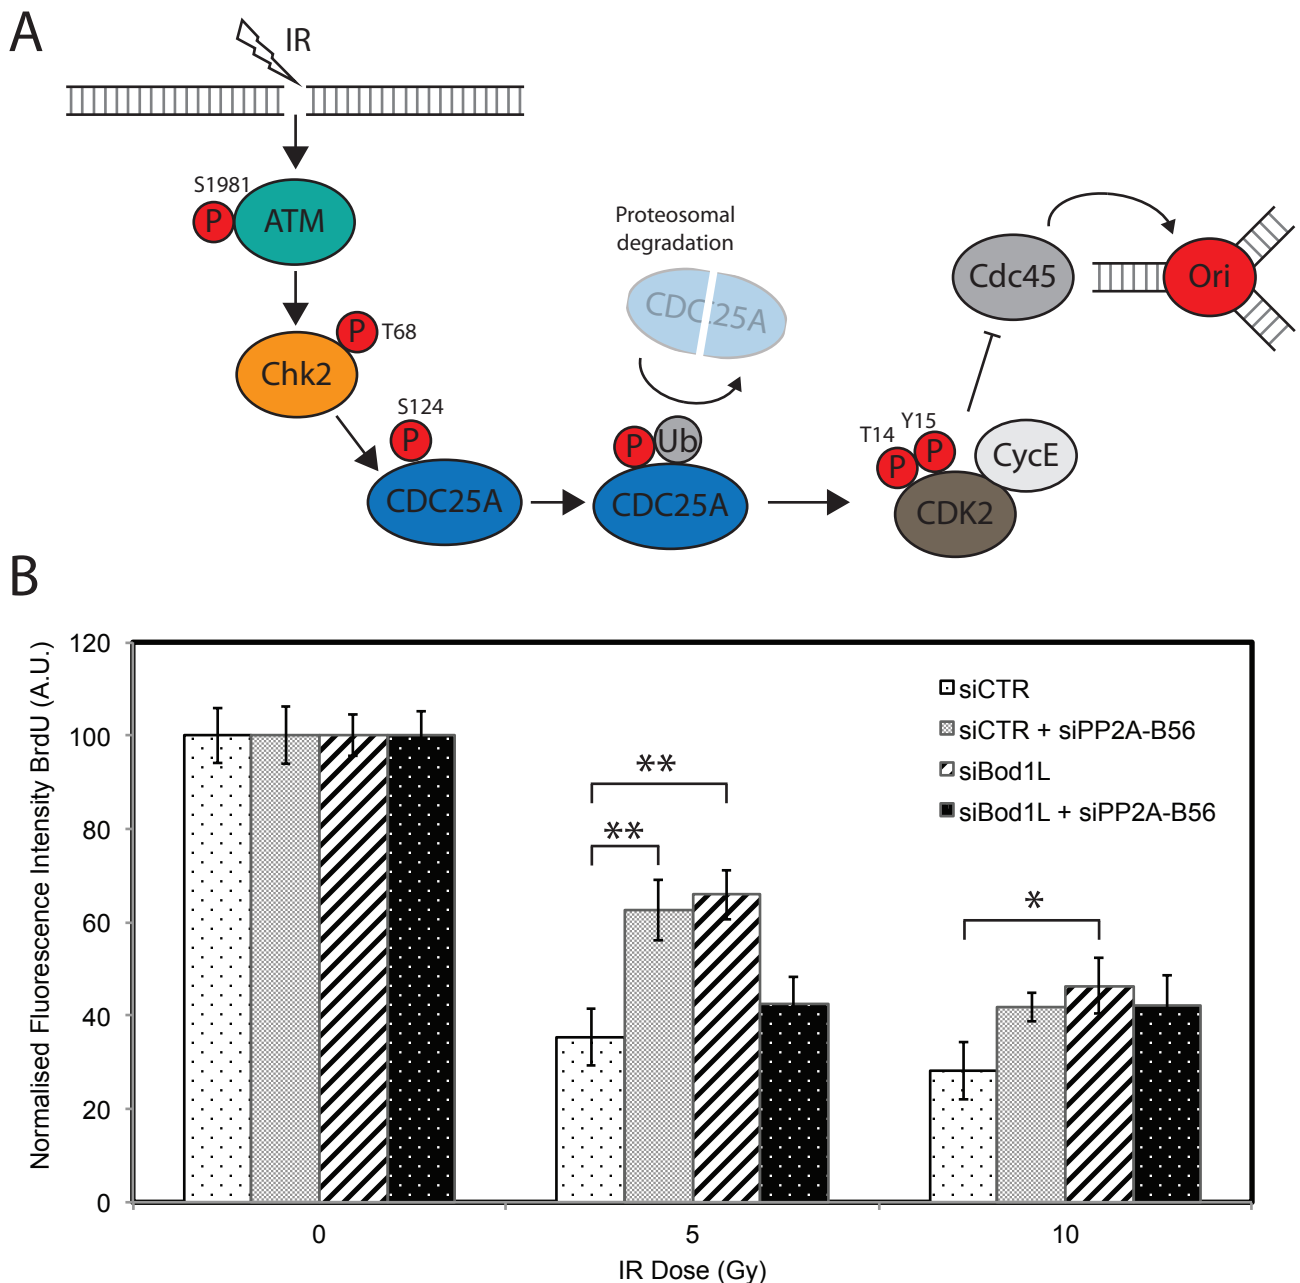 A
IR
S1981
P
ATM
P
T68
Chk2
S124
P
CDC25A
Proteosomal
degradation
CDC25A
P
Ub
CDC25A
T14
Y15
P
P
CycE
CDK2
Cdc45
Ori
B
Normalised Fluorescence Intensity BrdU (A.U.)
120
100
80
60
40
20
0
**
**
*
siCTR
siCTR + siPP2A-B56
siBod1L
siBod1L + siPP2A-B56
0
5
10
IR Dose (Gy)